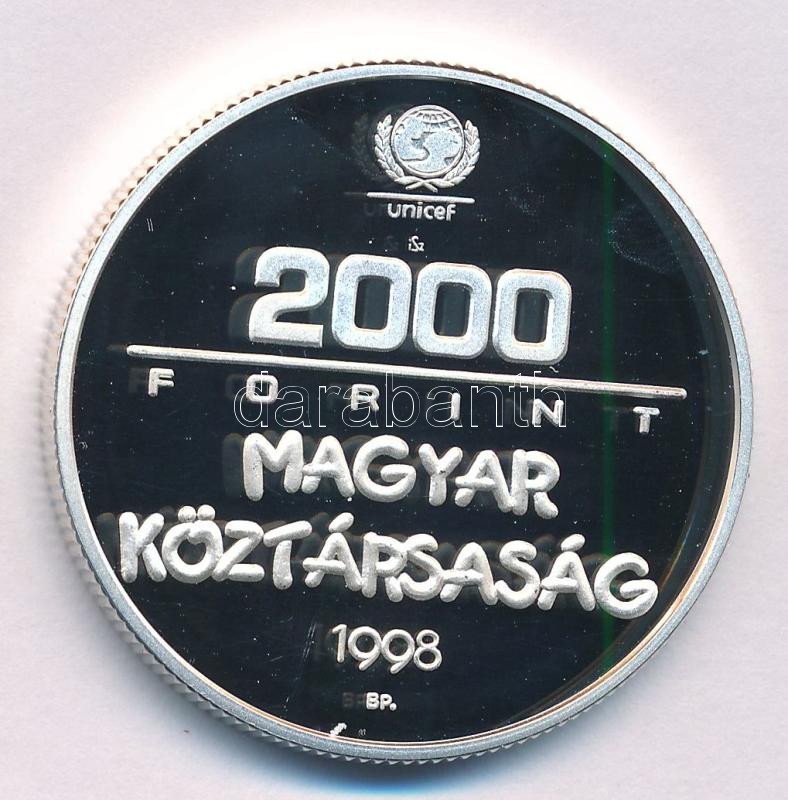 unicef
2000
FORINT
darabanth
MAGYAR
KÖZTÁRSASÁG
1998
BP.